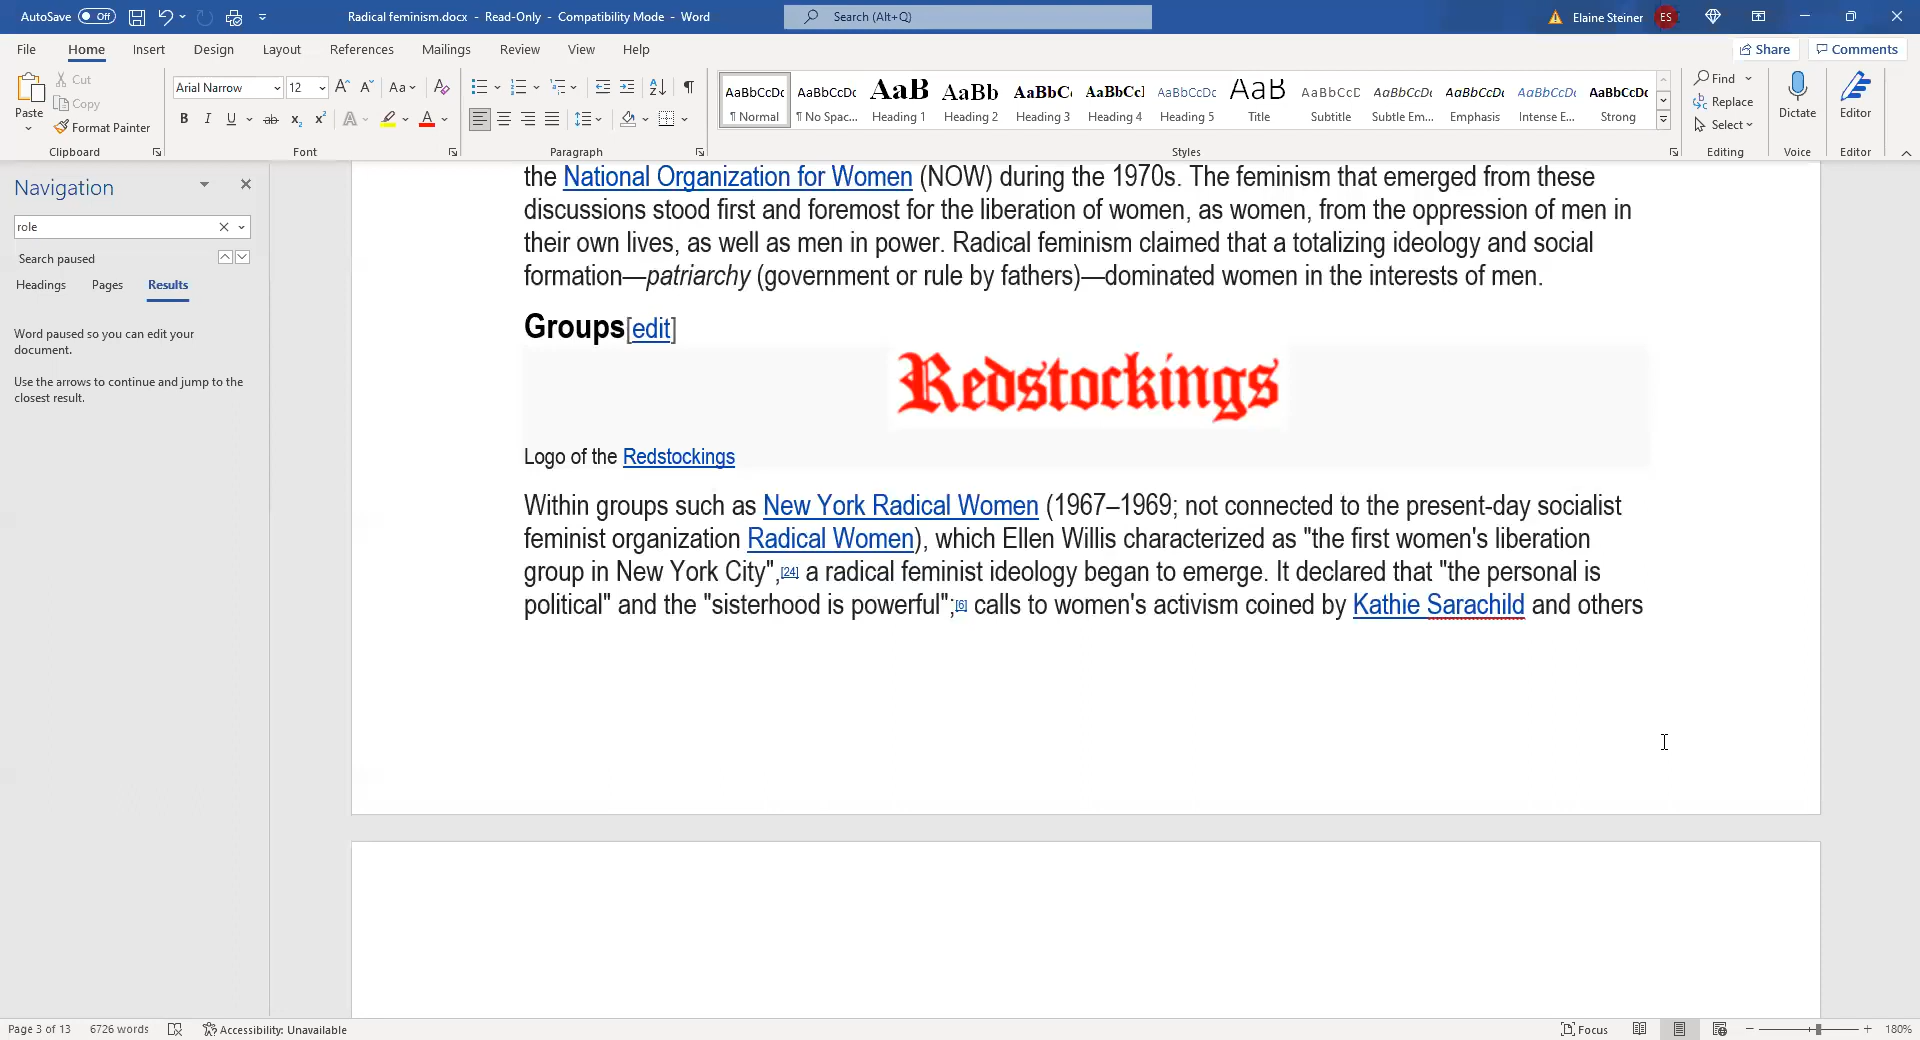 AutoSave Off Radical feminism.docx - Read-Only - Compatibility Mode - Word Search (Alt+Q) Elaine Steiner ES
File Home Insert Design Layout References Mailings Review View Help Share Comments
Paste Cut Copy Format Painter
Clipboard
Arial Narrow 12 Aa
B I U ab x₂ x² A A
Font
Paragraph
AaBbCcDc AaBbCcDc AaB AaBb AaBbC AaBbCcI AaBbCcDc AaB AaBbCcD AaBbCcDc AaBbCcDc AaBbCcDc AaBbCcDc
¶ Normal ¶ No Spac... Heading 1 Heading 2 Heading 3 Heading 4 Heading 5 Title Subtitle Subtle Em... Emphasis Intense E... Strong
Styles
Find
Replace
Select
Editing
Dictate
Voice
Editor
Editor
Navigation
role
Search paused
Headings Pages Results
Word paused so you can edit your
document.
Use the arrows to continue and jump to the
closest result.
the National Organization for Women (NOW) during the 1970s. The feminism that emerged from these
discussions stood first and foremost for the liberation of women, as women, from the oppression of men in
their own lives, as well as men in power. Radical feminism claimed that a totalizing ideology and social
formation—patriarchy (government or rule by fathers)—dominated women in the interests of men.
Groups[edit]
Redstockings
Logo of the Redstockings
Within groups such as New York Radical Women (1967–1969; not connected to the present-day socialist
feminist organization Radical Women), which Ellen Willis characterized as "the first women's liberation
group in New York City",[24] a radical feminist ideology began to emerge. It declared that "the personal is
political" and the "sisterhood is powerful";[6] calls to women's activism coined by Kathie Sarachild and others
Page 3 of 13 6726 words Accessibility: Unavailable Focus 180%